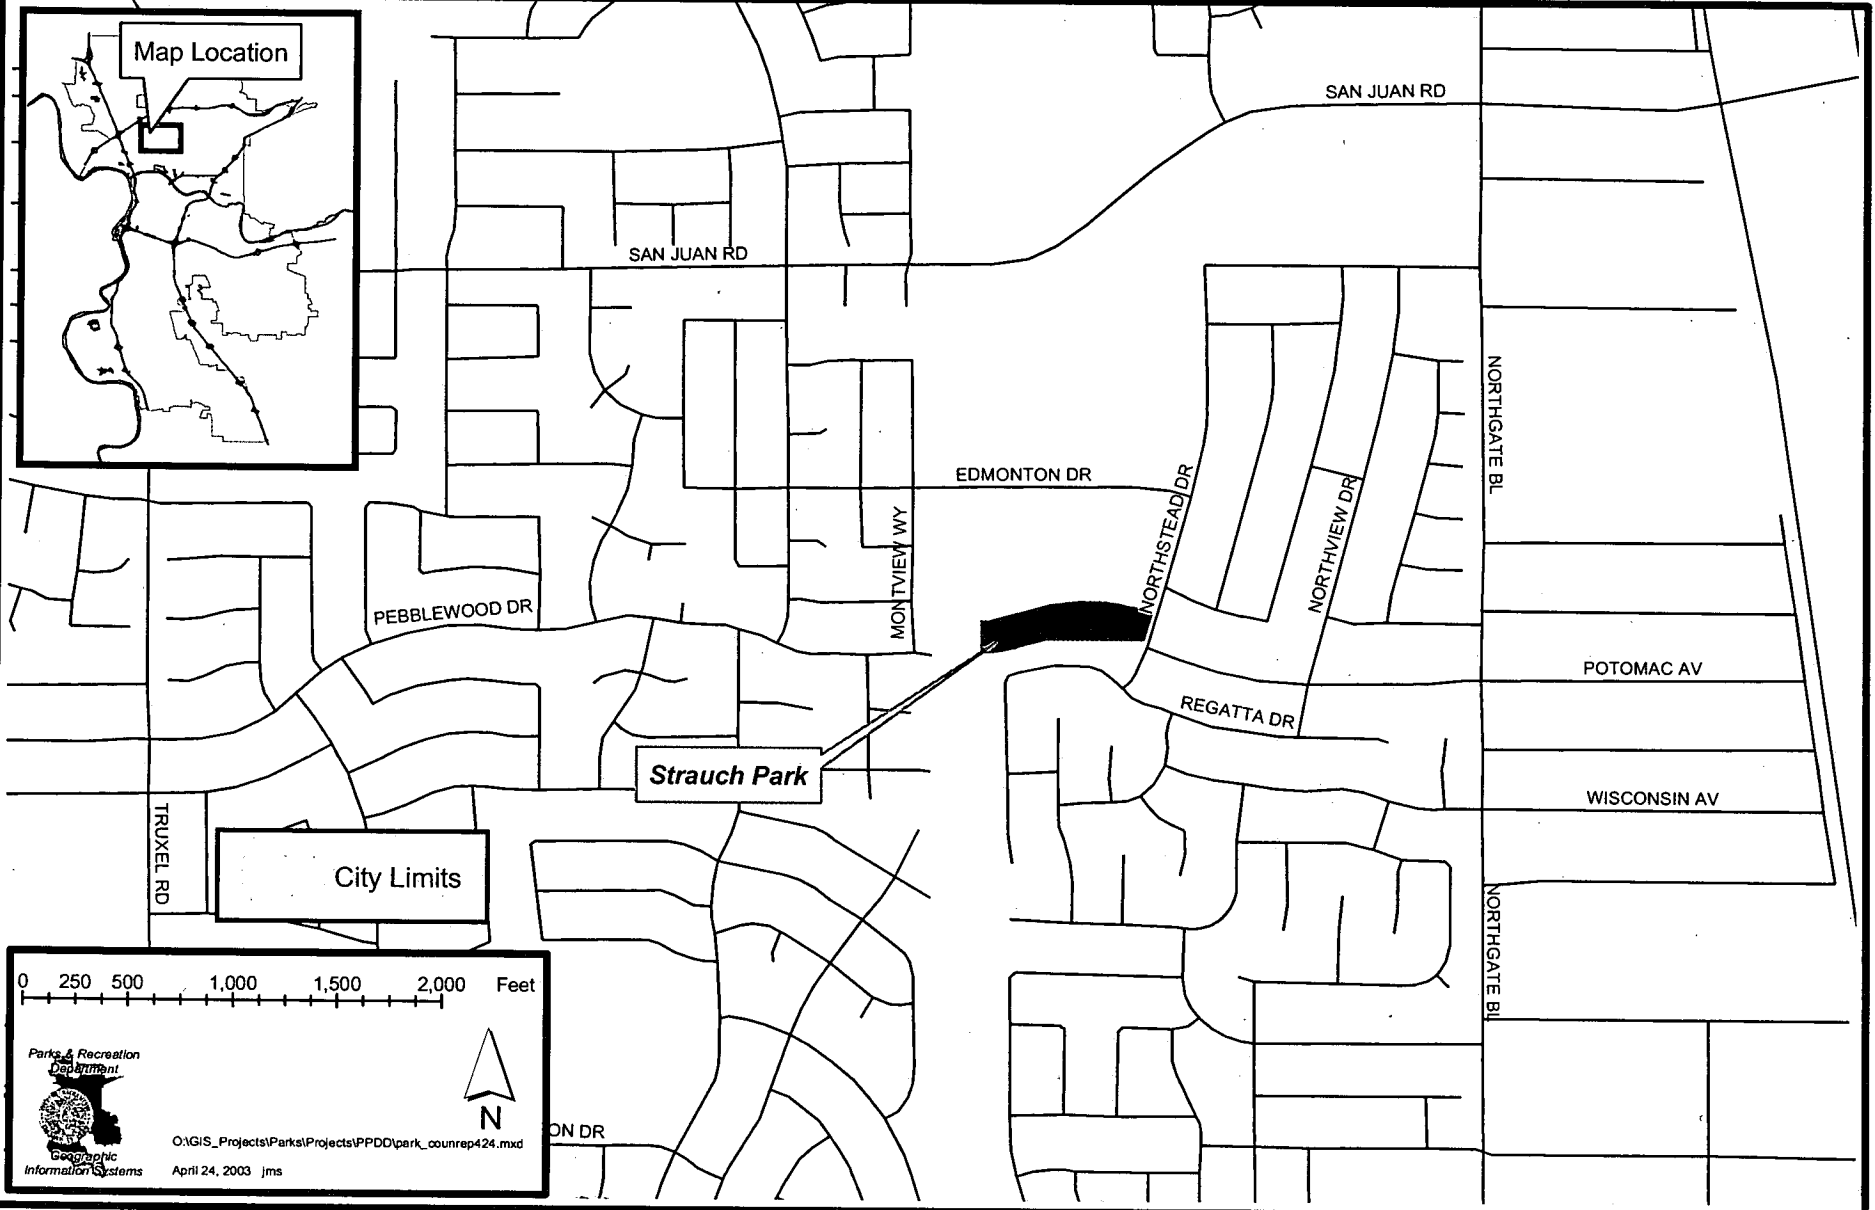 Map Location
SAN JUAN RD
SAN JUAN RD
NORTHGATE BL
EDMONTON DR
NORTHSTEAD DR
NORTHVIEW DR
MONTVIEW WY
PEBBLEWOOD DR
POTOMAC AV
REGATTA DR
Strauch Park
WISCONSIN AV
TRUXEL RD
City Limits
NORTHGATE BL
0 250 500 1,000 1,500 2,000 Feet
Parks & Recreation
Department
Geographic
Information Systems
N
O:\GIS_Projects\Parks\Projects\PPDD\park_counrep424.mxd
April 24, 2003 jms
ON DR